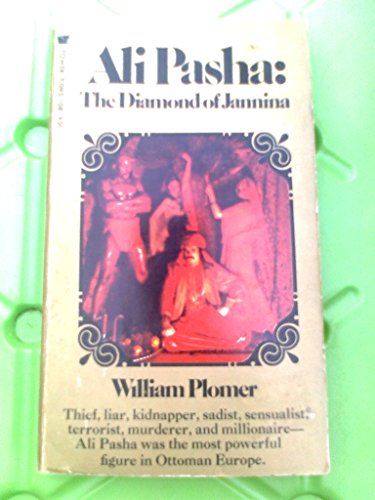 Ali Pasha:
The Diamond of Jannina
William Plomer
Thief, liar, kidnapper, sadist, sensualist,
terrorist, murderer, and millionaire—
Ali Pasha was the most powerful
figure in Ottoman Europe.